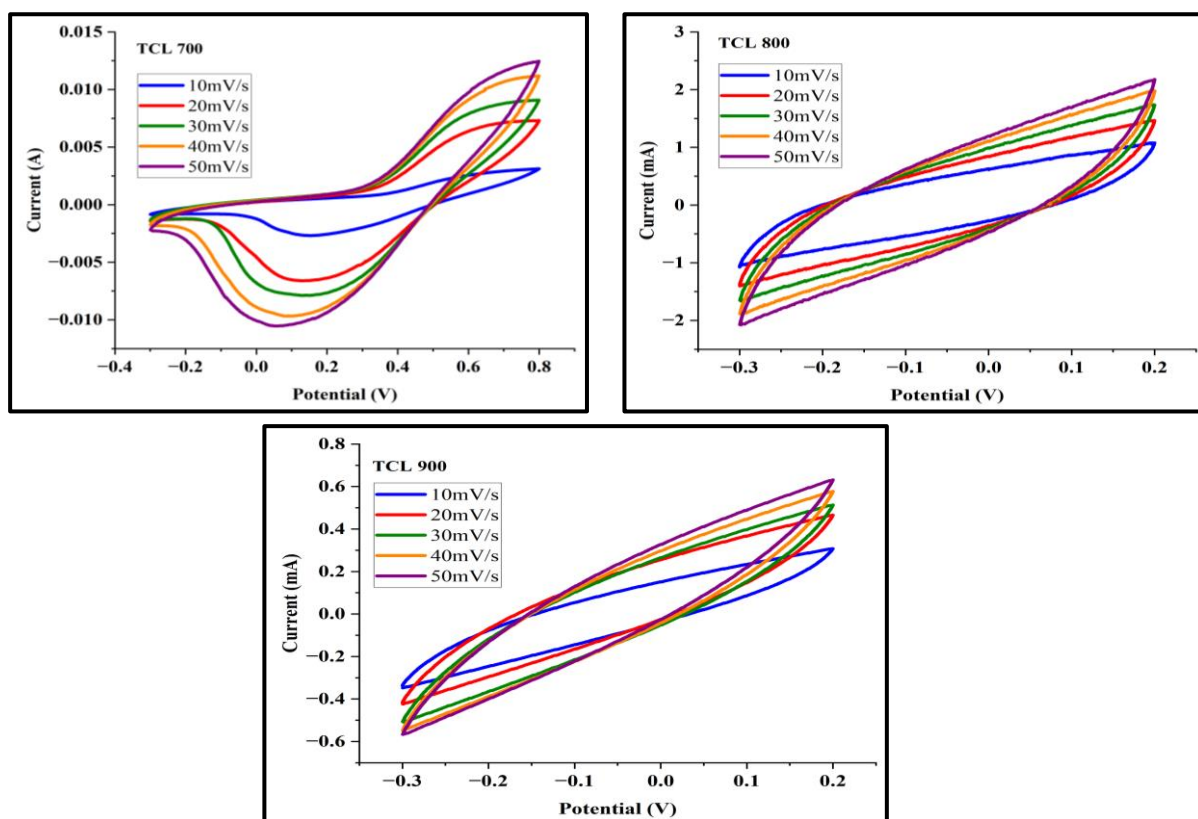 TCL 700
10mV/s
20mV/s
30mV/s
40mV/s
50mV/s
Current (A)
0.015
0.010
0.005
0.000
−0.005
−0.010
−0.4 −0.2 0.0 0.2 0.4 0.6 0.8
Potential (V)
TCL 800
10mV/s
20mV/s
30mV/s
40mV/s
50mV/s
Current (mA)
3
2
1
0
−1
−2
−0.3 −0.2 −0.1 0.0 0.1 0.2
Potential (V)
TCL 900
10mV/s
20mV/s
30mV/s
40mV/s
50mV/s
Current (mA)
0.8
0.6
0.4
0.2
0.0
−0.2
−0.4
−0.6
−0.3 −0.2 −0.1 0.0 0.1 0.2
Potential (V)